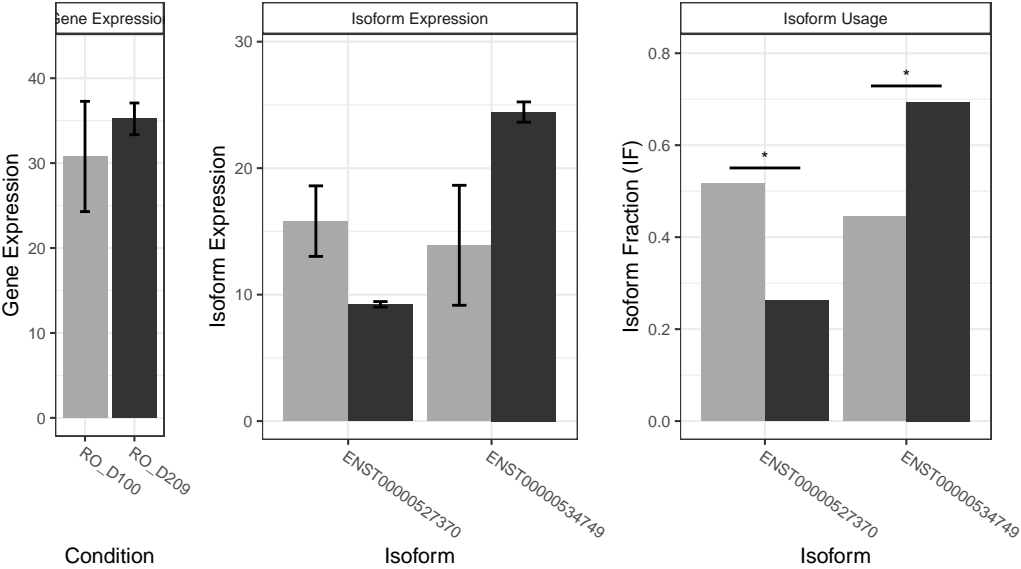 Gene Expression
Isoform Expression
Isoform Usage
Gene Expression
40
30
20
10
0
RO_D100
RO_D209
Condition
Isoform Expression
30
20
10
0
ENST00000527370
ENST00000534749
Isoform
Isoform Fraction (IF)
0.8
0.6
0.4
0.2
0.0
*
*
ENST00000527370
ENST00000534749
Isoform